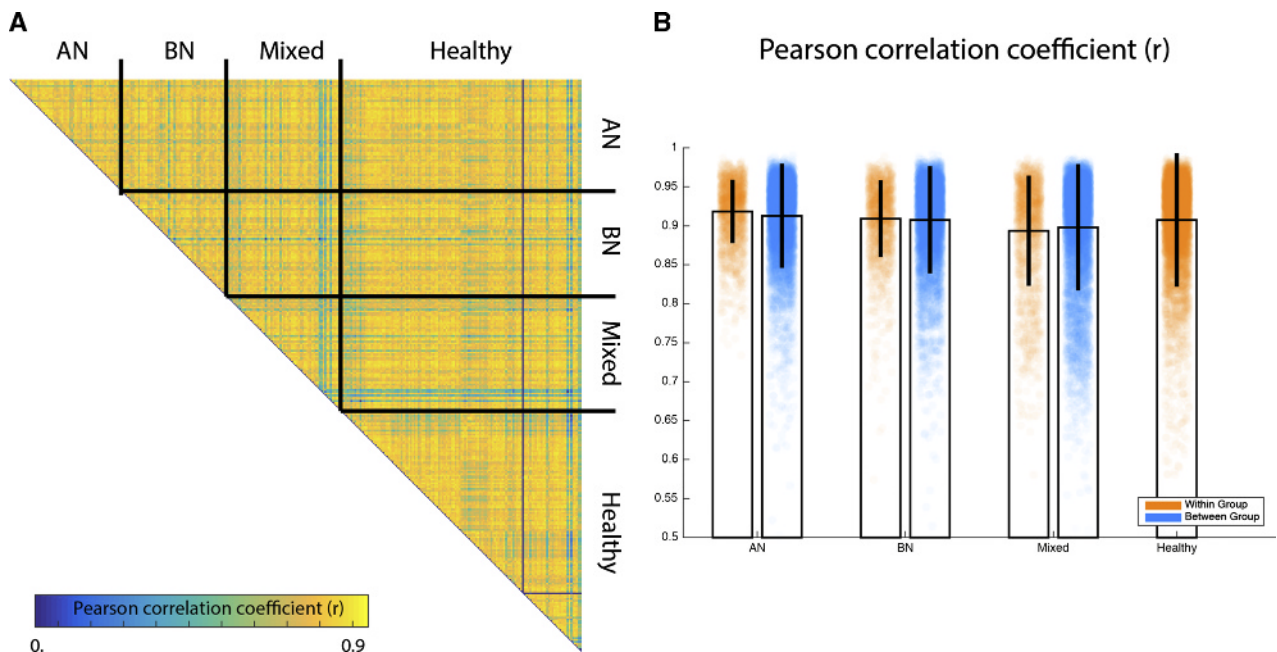 A
AN BN Mixed Healthy
AN
BN
Mixed
Healthy
Pearson correlation coefficient (r)
0. 0.9
B
Pearson correlation coefficient (r)
1
0.95
0.9
0.85
0.8
0.75
0.7
0.65
0.6
0.55
0.5
Within Group
Between Group
AN BN Mixed Healthy